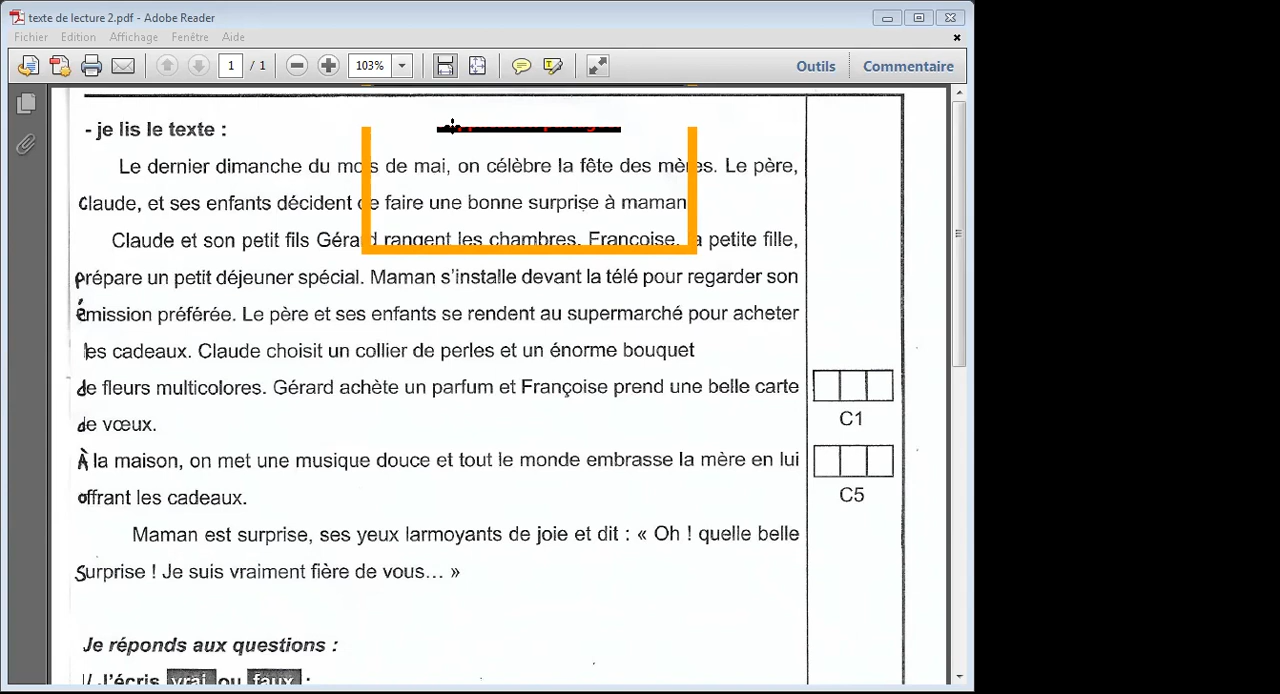 texte de lecture 2.pdf - Adobe Reader
Fichier Edition Affichage Fenêtre Aide
1 / 1 103% Outils Commentaire
- je lis le texte :
Le dernier dimanche du mois de mai, on célèbre la fête des mères. Le père,
Claude, et ses enfants décident de faire une bonne surprise à maman
Claude et son petit fils Gérard rangent les chambres. Françoise, la petite fille,
prépare un petit déjeuner spécial. Maman s'installe devant la télé pour regarder son
émission préférée. Le père et ses enfants se rendent au supermarché pour acheter
les cadeaux. Claude choisit un collier de perles et un énorme bouquet
de fleurs multicolores. Gérard achète un parfum et Françoise prend une belle carte
de vœux.
C1
À la maison, on met une musique douce et tout le monde embrasse la mère en lui
offrant les cadeaux.
C5
Maman est surprise, ses yeux larmoyants de joie et dit : « Oh ! quelle belle
Surprise ! Je suis vraiment fière de vous... »
Je réponds aux questions :
I/ J'écris vrai ou faux :